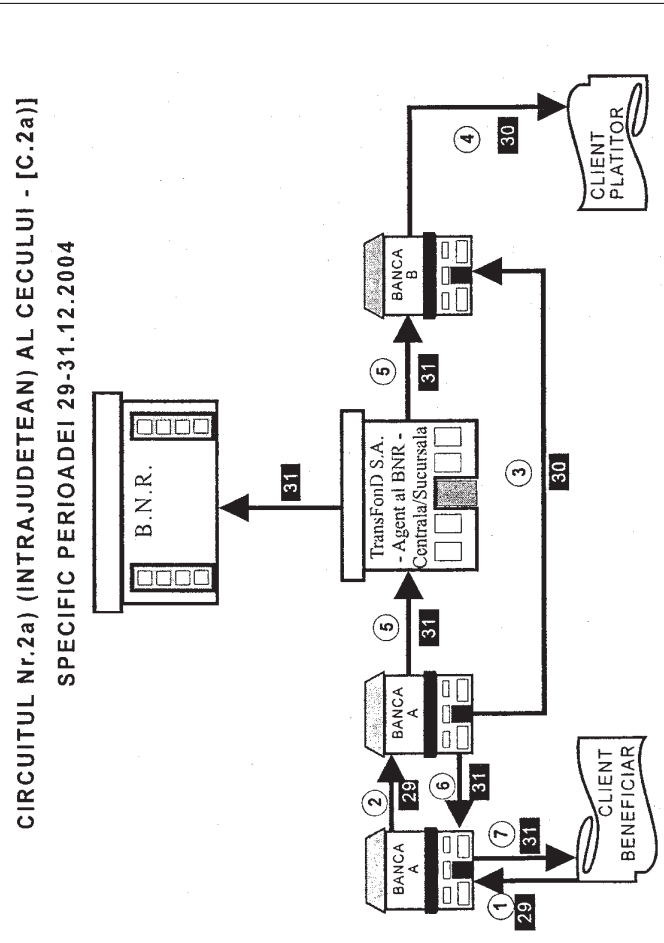 CIRCUITUL Nr.2a) (INTRAJUDETEAN) AL CECULUI - [C.2a)]
SPECIFIC PERIOADEI 29-31.12.2004
B.N.R.
31
BANCA
A
2
29
6
31
1
29
7
31
CLIENT
BENEFICIAR
BANCA
A
5
31
TransFonD S.A.
- Agent al BNR -
Centrala/Sucursala
5
31
BANCA
B
3
30
4
30
CLIENT
PLATITOR